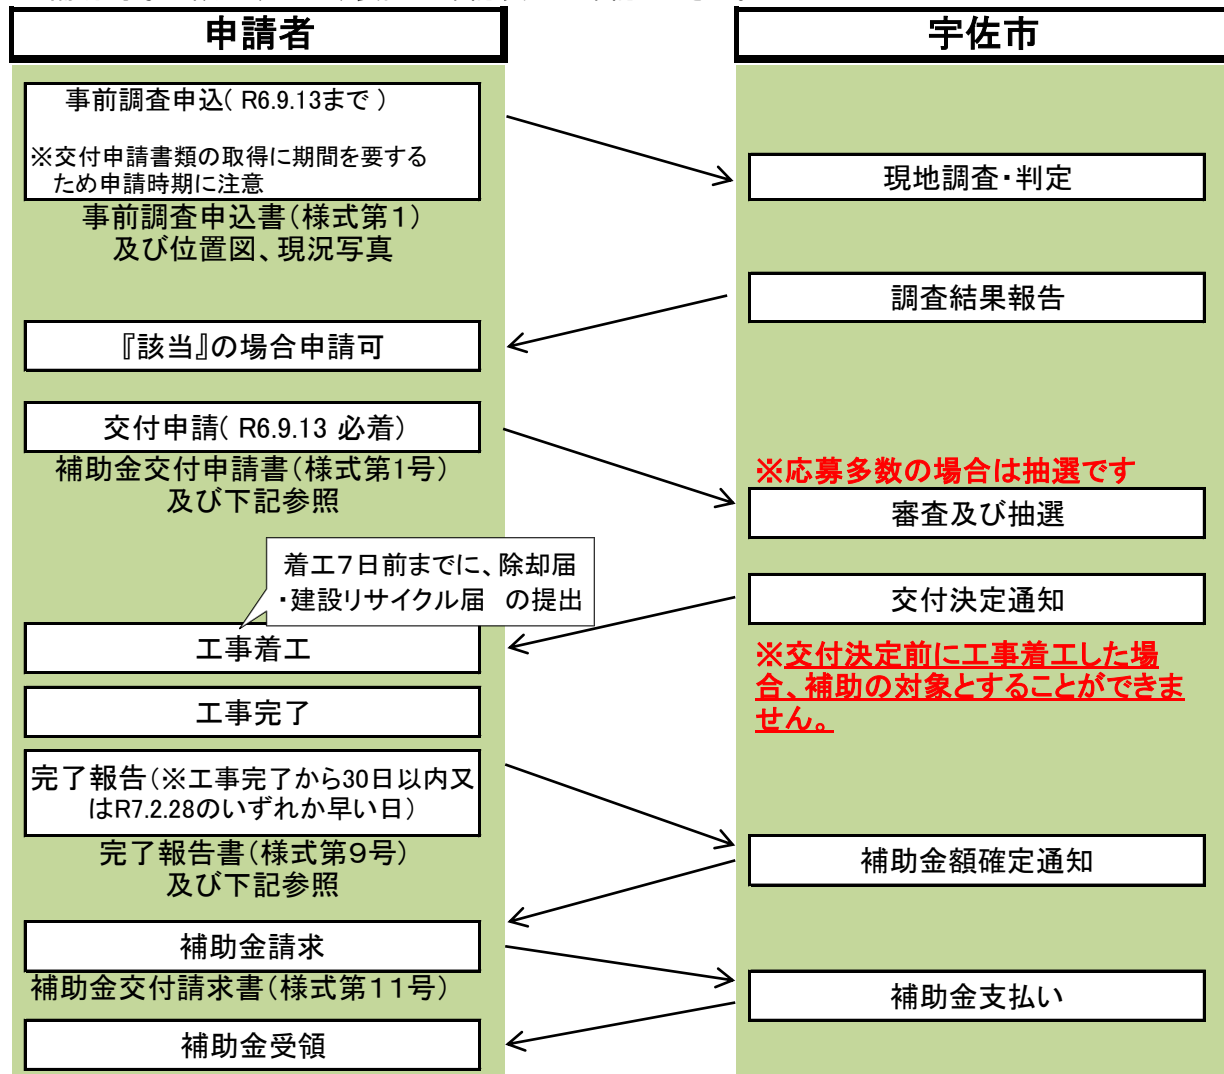 申請者
宇佐市
事前調査申込( R6.9.13まで )
※交付申請書類の取得に期間を要する
ため申請時期に注意
事前調査申込書(様式第１)
及び位置図、現況写真
現地調査・判定
調査結果報告
『該当』の場合申請可
交付申請( R6.9.13 必着)
補助金交付申請書(様式第1号)
及び下記参照
※応募多数の場合は抽選です
審査及び抽選
着工７日前までに、除却届
・建設リサイクル届　の提出
交付決定通知
工事着工
※交付決定前に工事着工した場
合、補助の対象とすることができま
せん。
工事完了
完了報告(※工事完了から30日以内又
はR7.2.28のいずれか早い日)
完了報告書(様式第９号)
及び下記参照
補助金額確定通知
補助金請求
補助金交付請求書(様式第１１号)
補助金支払い
補助金受領